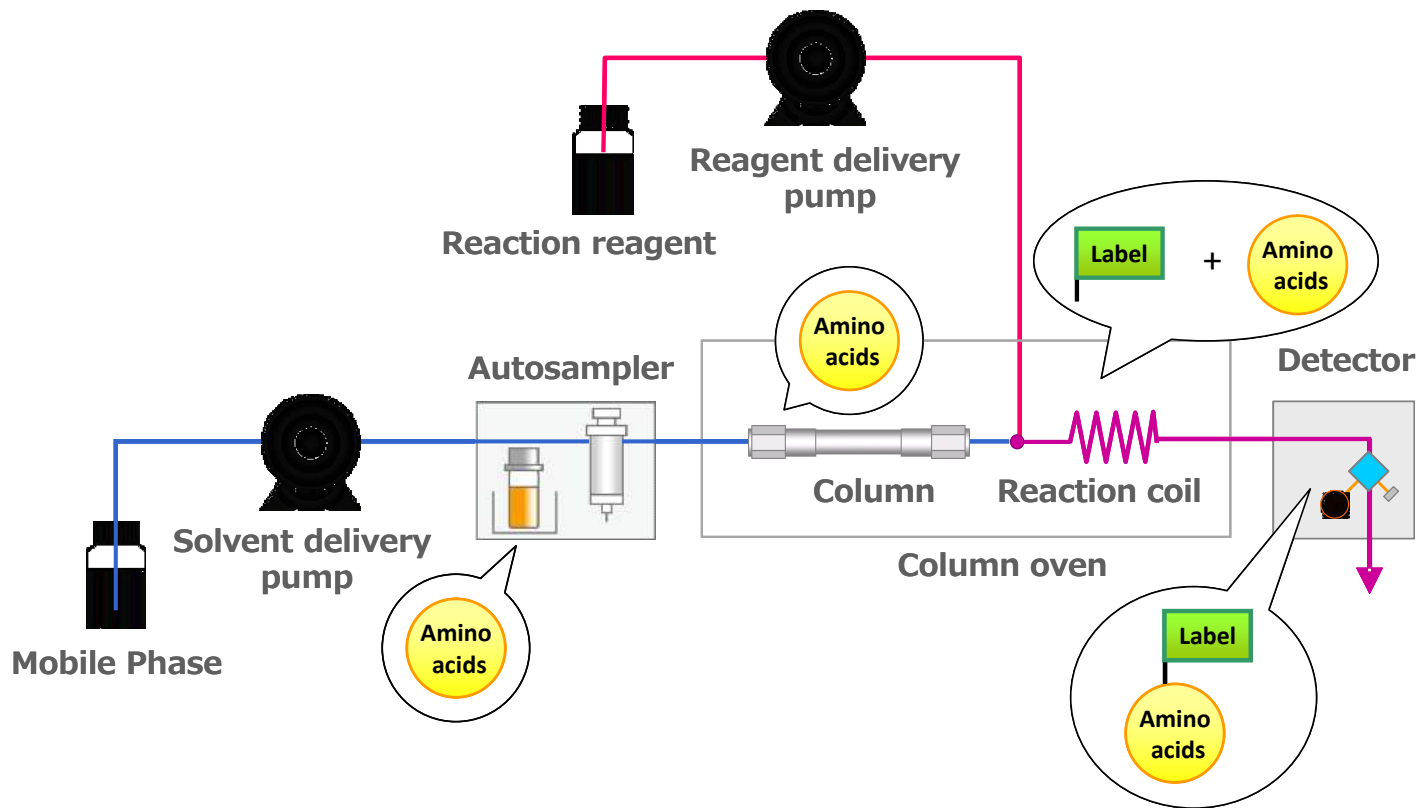 Reagent delivery
pump
Reaction reagent
Label
+
Amino
acids
Amino
acids
Autosampler
Detector
Column
Reaction coil
Solvent delivery
pump
Column oven
Mobile Phase
Amino
acids
Label
Amino
acids